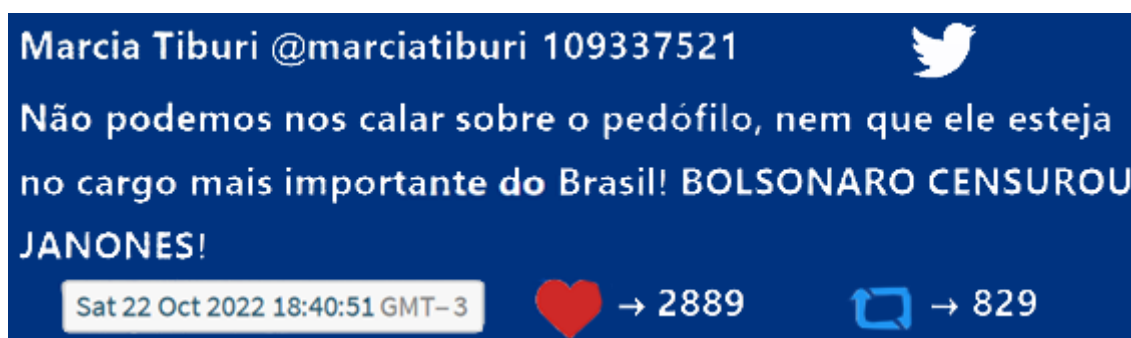 Marcia Tiburi @marciatiburi 109337521
Não podemos nos calar sobre o pedófilo, nem que ele esteja
no cargo mais importante do Brasil! BOLSONARO CENSUROU
JANONES!
Sat 22 Oct 2022 18:40:51 GMT-3 → 2889 → 829